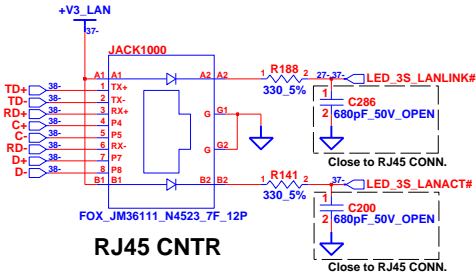 +V3_LAN
37-
JACK1000
A1 A1 A2 A2 1 R188 2 27- 37- LED_3S_LANLINK#
330_5%
TD+ 38- 1 TX+
TD- 38- 2 TX-
RD+ 38- 3 RX+
C+ 38- 4 P4
C- 38- 5 P5
RD- 38- 6 RX-
D+ 38- 7 P7
D- 38- 8 P8
G G1
G G2
1 C286
2 680pF_50V_OPEN
Close to RJ45 CONN.
B1 B1 B2 B2 1 R141 2 37- LED_3S_LANACT#
330_5%
FOX_JM36111_N4523_7F_12P
1 C200
2 680pF_50V_OPEN
RJ45 CNTR
Close to RJ45 CONN.